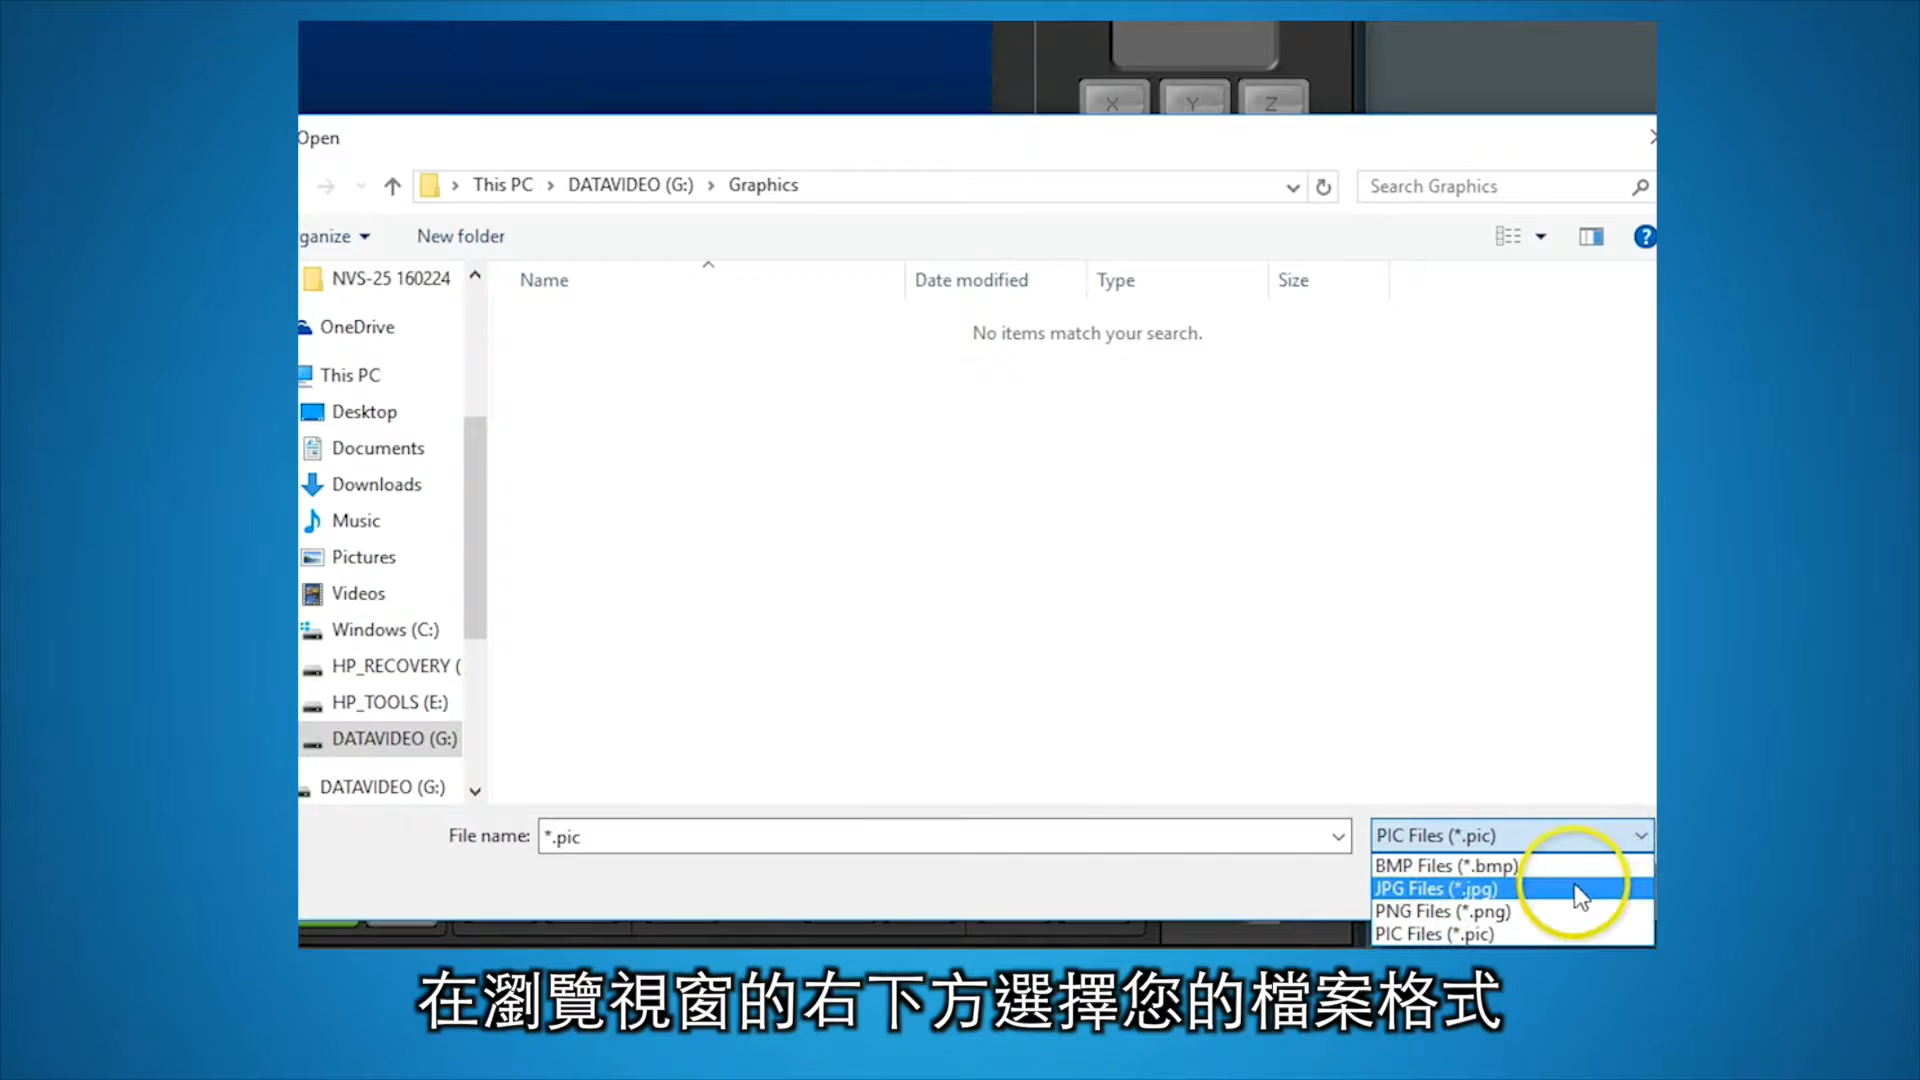 X Y Z
Open
This PC > DATAVIDEO (G:) > Graphics
Search Graphics
ganize
New folder
Name
Date modified
Type
Size
No items match your search.
NVS-25 160224
OneDrive
This PC
Desktop
Documents
Downloads
Music
Pictures
Videos
Windows (C:)
HP_RECOVERY (
HP_TOOLS (E:)
DATAVIDEO (G:)
DATAVIDEO (G:)
File name: *.pic
PIC Files (*.pic)
BMP Files (*.bmp)
JPG Files (*.jpg)
PNG Files (*.png)
PIC Files (*.pic)
在瀏覽視窗的右下方選擇您的檔案格式